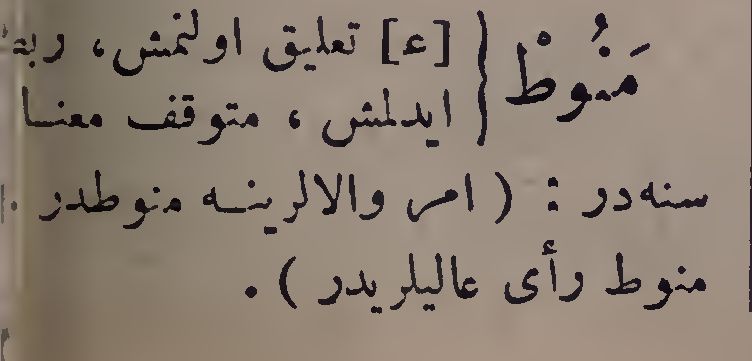 مَنُوطْ { [ع] تعليق اولنمش، ربط
ايدلمش ، متوقف معنا
سنه‌در : ( امر والالرينه منوطدر .
منوط رأى عاليلريدر ) .